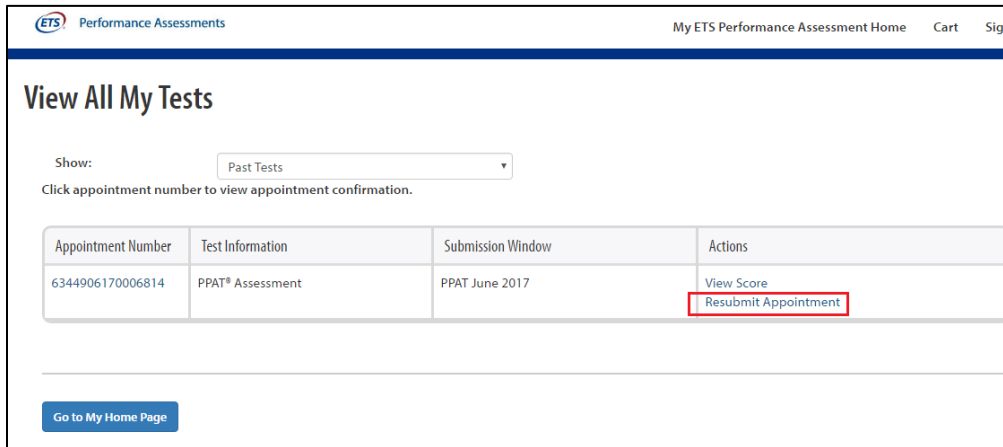 ETS Performance Assessments
My ETS Performance Assessment Home Cart Sig
View All My Tests
Show: Past Tests
Click appointment number to view appointment confirmation.
Appointment Number Test Information Submission Window Actions
6344906170006814 PPAT® Assessment PPAT June 2017 View Score
Resubmit Appointment
Go to My Home Page